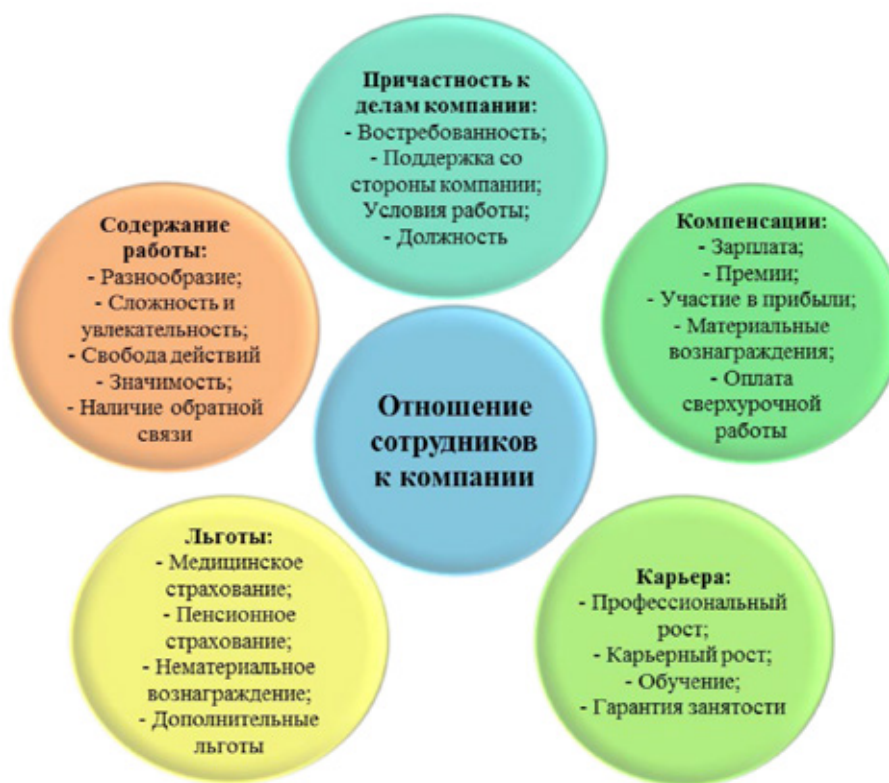 Причастность к
делам компании:
- Востребованность;
- Поддержка со
стороны компании;
Условия работы;
- Должность
Содержание
работы:
- Разнообразие;
- Сложность и
увлекательность;
- Свобода действий
- Значимость;
- Наличие обратной
связи
Компенсации:
- Зарплата;
- Премии;
- Участие в прибыли;
- Материальные
вознаграждения;
- Оплата
сверхурочной
работы
Отношение
сотрудников
к компании
Льготы:
- Медицинское
страхование;
- Пенсионное
страхование;
- Нематериальное
вознаграждение;
- Дополнительные
льготы
Карьера:
- Профессиональный
рост;
- Карьерный рост;
- Обучение;
- Гарантия занятости